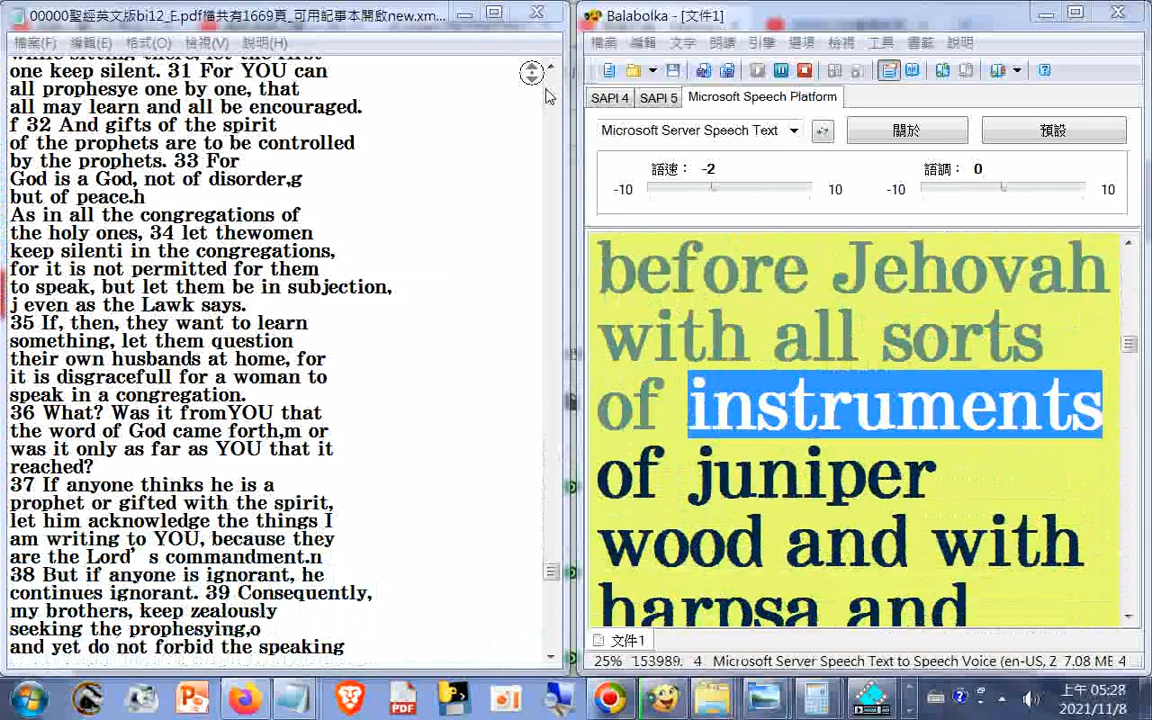 00000聖經英文版bi12_E.pdf檔共有1669頁_可用記事本開啟new.xm...
檔案(F) 編輯(E) 格式(O) 檢視(V) 說明(H)
while sitting there, let the first
one keep silent. 31 For YOU can
all prophesye one by one, that
all may learn and all be encouraged.
f 32 And gifts of the spirit
of the prophets are to be controlled
by the prophets. 33 For
God is a God, not of disorder,g
but of peace.h
As in all the congregations of
the holy ones, 34 let thewomen
keep silenti in the congregations,
for it is not permitted for them
to speak, but let them be in subjection,
j even as the Lawk says.
35 If, then, they want to learn
something, let them question
their own husbands at home, for
it is disgracefull for a woman to
speak in a congregation.
36 What? Was it fromYOU that
the word of God came forth,m or
was it only as far as YOU that it
reached?
37 If anyone thinks he is a
prophet or gifted with the spirit,
let him acknowledge the things I
am writing to YOU, because they
are the Lord’s commandment.n
38 But if anyone is ignorant, he
continues ignorant. 39 Consequently,
my brothers, keep zealously
seeking the prophesying,o
and yet do not forbid the speaking
Balabolka - [文件1]
檔案 編輯 文字 朗讀 引擎 選項 檢視 工具 書籤 說明
SAPI 4 SAPI 5 Microsoft Speech Platform
Microsoft Server Speech Text 關於 預設
語速： -2 語調： 0
-10 10 -10 10
before Jehovah
with all sorts
of instruments
of juniper
wood and with
harpsa and
文件1
25% 153989. 4 Microsoft Server Speech Text to Speech Voice (en-US, Z 7.08 ME 4
PDF
上午 05:28
2021/11/8